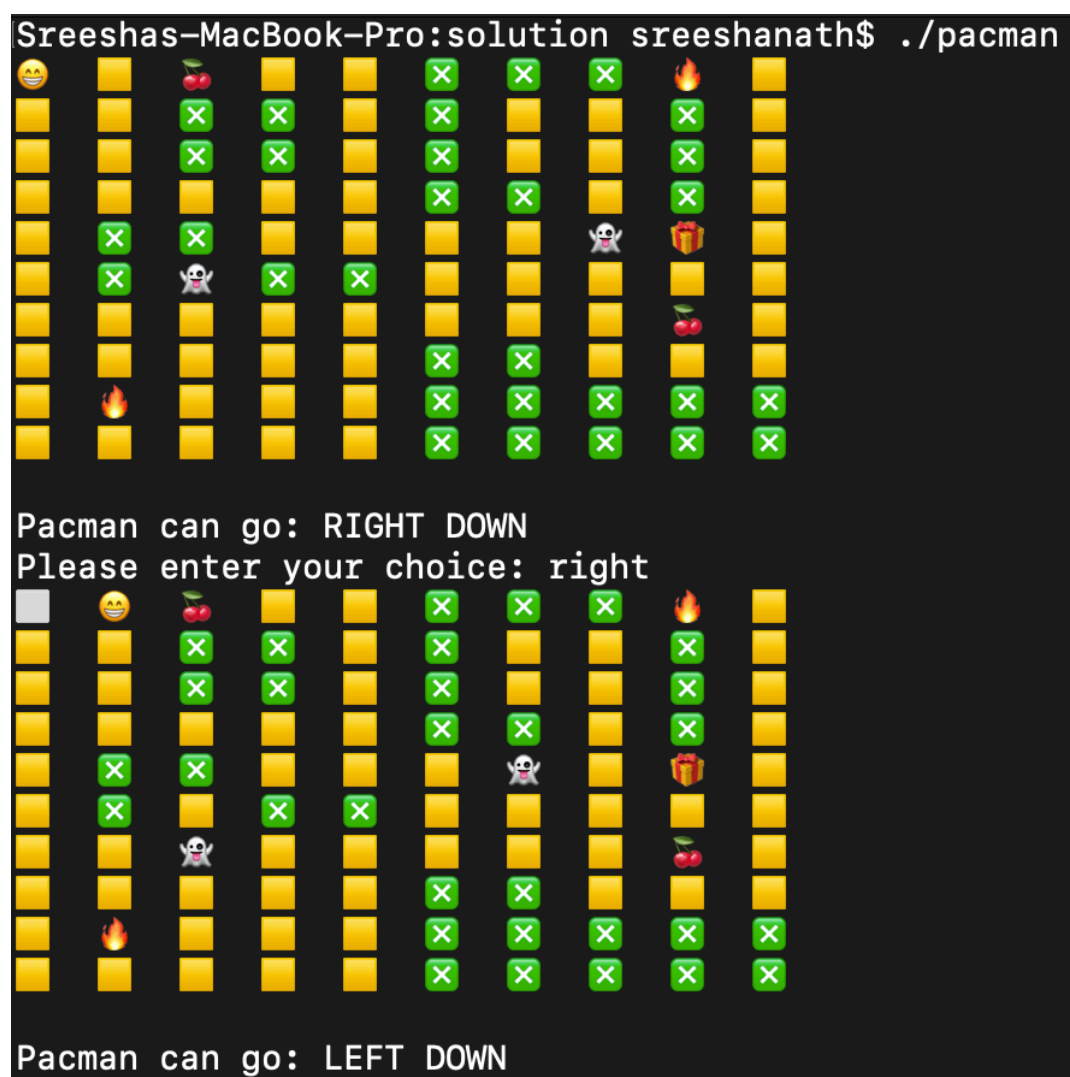 [Sreeshas-MacBook-Pro:solution sreeshanath$ ./pacman
😁 🟨 🍒 🟨 🟨 ❎ ❎ ❎ 🔥 🟨
🟨 🟨 ❎ ❎ 🟨 ❎ 🟨 🟨 ❎ 🟨
🟨 🟨 ❎ ❎ 🟨 ❎ 🟨 🟨 ❎ 🟨
🟨 🟨 🟨 🟨 🟨 ❎ ❎ 🟨 ❎ 🟨
🟨 ❎ ❎ 🟨 🟨 🟨 🟨 👻 🎁 🟨
🟨 ❎ 👻 ❎ ❎ 🟨 🟨 🟨 🟨 🟨
🟨 🟨 🟨 🟨 🟨 🟨 🟨 🟨 🍒 🟨
🟨 🟨 🟨 🟨 🟨 ❎ ❎ 🟨 🟨 🟨
🟨 🔥 🟨 🟨 🟨 ❎ ❎ ❎ ❎ ❎
🟨 🟨 🟨 🟨 🟨 ❎ ❎ ❎ ❎ ❎
Pacman can go: RIGHT DOWN
Please enter your choice: right
⬜ 😁 🍒 🟨 🟨 ❎ ❎ ❎ 🔥 🟨
🟨 🟨 ❎ ❎ 🟨 ❎ 🟨 🟨 ❎ 🟨
🟨 🟨 ❎ ❎ 🟨 ❎ 🟨 🟨 ❎ 🟨
🟨 🟨 🟨 🟨 🟨 ❎ ❎ 🟨 ❎ 🟨
🟨 ❎ ❎ 🟨 🟨 🟨 👻 🟨 🎁 🟨
🟨 ❎ 🟨 ❎ ❎ 🟨 🟨 🟨 🟨 🟨
🟨 🟨 👻 🟨 🟨 🟨 🟨 🟨 🍒 🟨
🟨 🟨 🟨 🟨 🟨 ❎ ❎ 🟨 🟨 🟨
🟨 🔥 🟨 🟨 🟨 ❎ ❎ ❎ ❎ ❎
🟨 🟨 🟨 🟨 🟨 ❎ ❎ ❎ ❎ ❎
Pacman can go: LEFT DOWN